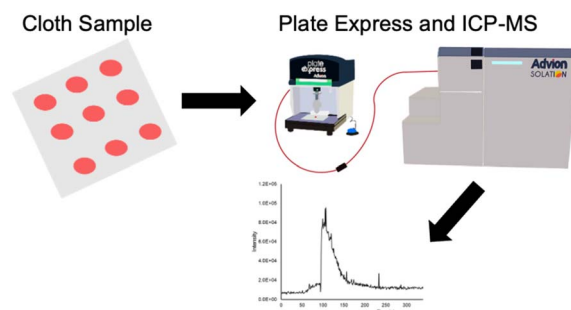 Cloth Sample
Plate Express and ICP-MS
plate
express
Advion
Advion
SOLATION
1.2E+05
1.0E+05
8.0E+04
6.0E+04
4.0E+04
2.0E+04
0.0E+00
Intensity
0
50
100
150
200
250
300